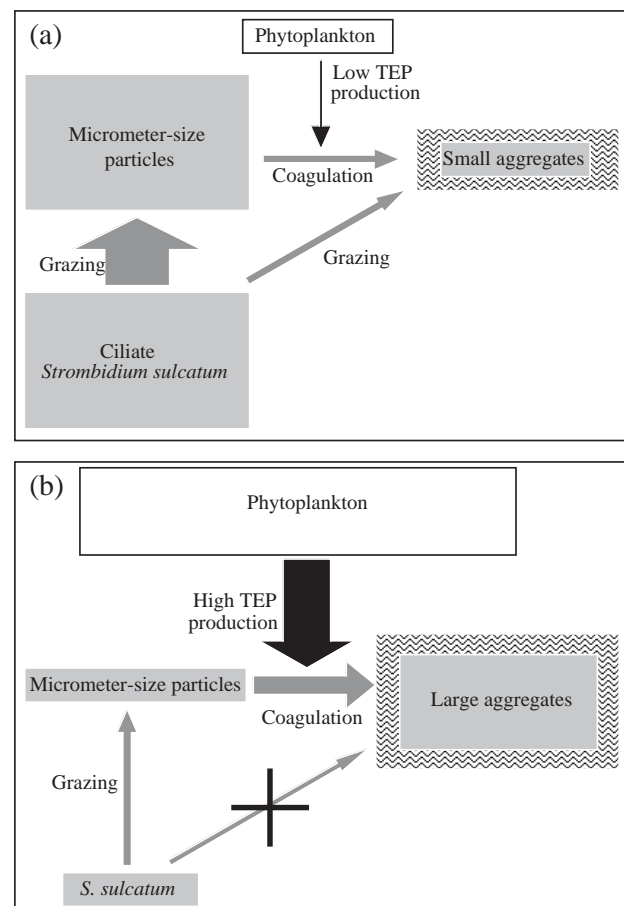 (a)
Phytoplankton
Low TEP
production
Micrometer-size
particles
Coagulation
Small aggregates
Grazing
Grazing
Ciliate
Strombidium sulcatum
(b)
Phytoplankton
High TEP
production
Micrometer-size particles
Coagulation
Large aggregates
Grazing
S. sulcatum